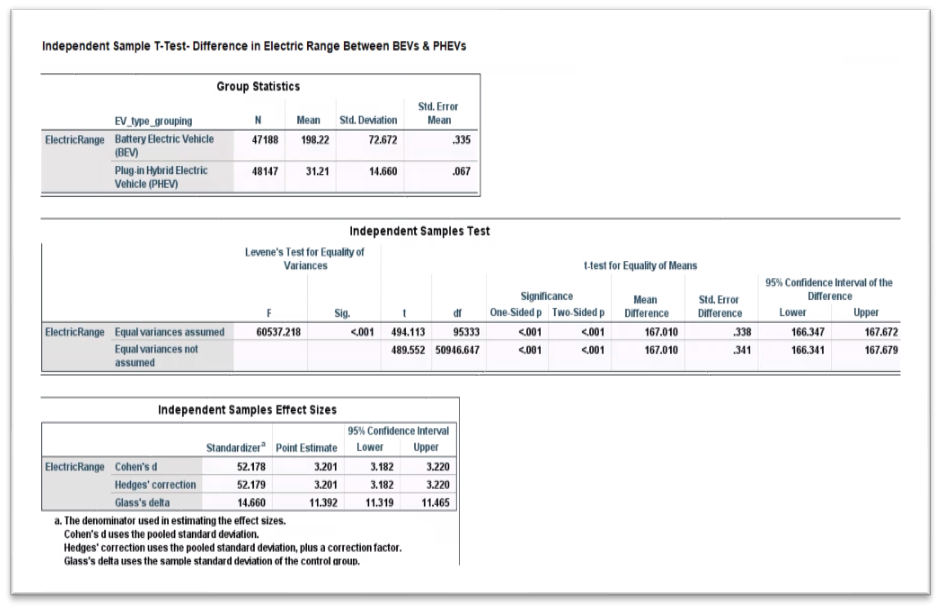 Independent Sample T-Test- Difference in Electric Range Between BEVs & PHEVs
Group Statistics
EV_type_grouping N Mean Std. Deviation Std. Error Mean
ElectricRange Battery Electric Vehicle (BEV) 47188 198.22 72.672 .335
Plug-in Hybrid Electric Vehicle (PHEV) 48147 31.21 14.660 .067
Independent Samples Test
Levene's Test for Equality of Variances t-test for Equality of Means
F Sig. t df Significance One-Sided p Two-Sided p Mean Difference Std. Error Difference 95% Confidence Interval of the Difference Lower Upper
ElectricRange Equal variances assumed 60537.218 <.001 494.113 95333 <.001 <.001 167.010 .338 166.347 167.672
Equal variances not assumed 489.552 50946.647 <.001 <.001 167.010 .341 166.341 167.679
Independent Samples Effect Sizes
Standardizerª Point Estimate 95% Confidence Interval Lower Upper
ElectricRange Cohen's d 52.178 3.201 3.182 3.220
Hedges' correction 52.179 3.201 3.182 3.220
Glass's delta 14.660 11.392 11.319 11.465
a. The denominator used in estimating the effect sizes.
Cohen's d uses the pooled standard deviation.
Hedges' correction uses the pooled standard deviation, plus a correction factor.
Glass's delta uses the sample standard deviation of the control group.